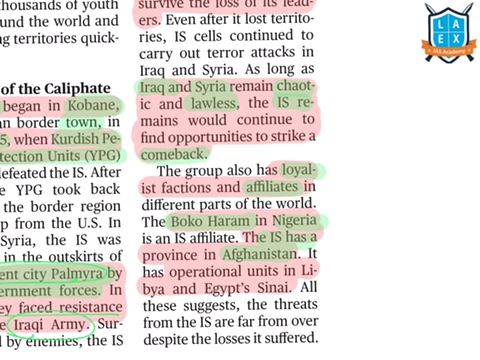 thousands of youth
und the world and
ng territories quick-
of the Caliphate
began in Kobane,
an border town, in
5, when Kurdish Pe-
tection Units (YPG)
defeated the IS. After
e YPG took back
the border region
p from the U.S. In
Syria, the IS was
in the outskirts of
ent city Palmyra by
ernment forces. In
ey faced resistance
e Iraqi Army. Sur-
l by enemies, the IS
survive the loss of its lead-
ers. Even after it lost territo-
ries, IS cells continued to
carry out terror attacks in
Iraq and Syria. As long as
Iraq and Syria remain chaot-
ic and lawless, the IS re-
mains would continue to
find opportunities to strike a
comeback.
The group also has loyal-
ist factions and affiliates in
different parts of the world.
The Boko Haram in Nigeria
is an IS affiliate. The IS has a
province in Afghanistan. It
has operational units in Li-
bya and Egypt's Sinai. All
these suggests, the threats
from the IS are far from over
despite the losses it suffered.
L A
E X
IAS Academy